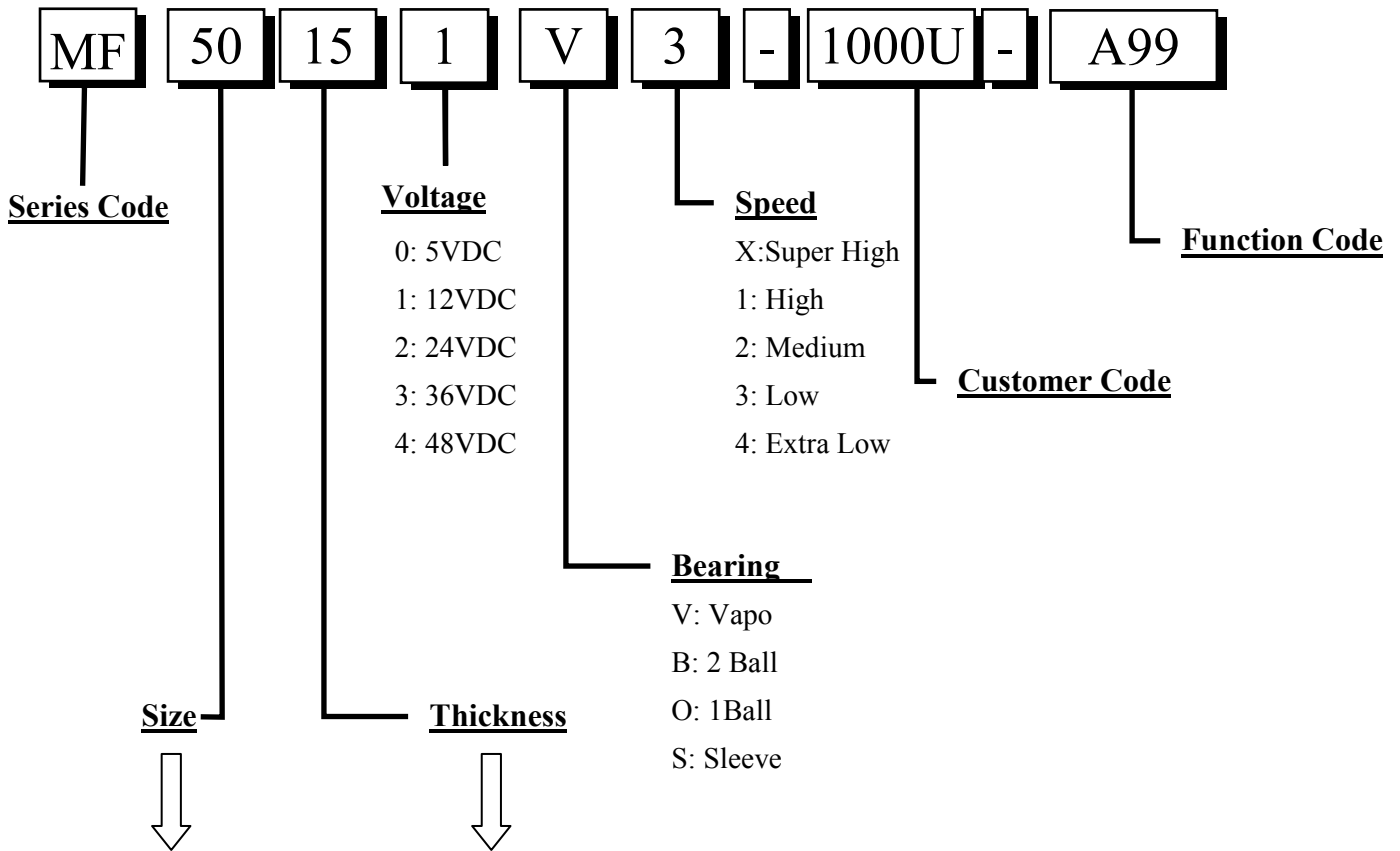 MF 50 15 1 V 3 - 1000U - A99
Series Code
Voltage
0: 5VDC
1: 12VDC
2: 24VDC
3: 36VDC
4: 48VDC
Speed
X:Super High
1: High
2: Medium
3: Low
4: Extra Low
Function Code
Customer Code
Bearing
V: Vapo
B: 2 Ball
O: 1Ball
S: Sleeve
Size
Thickness